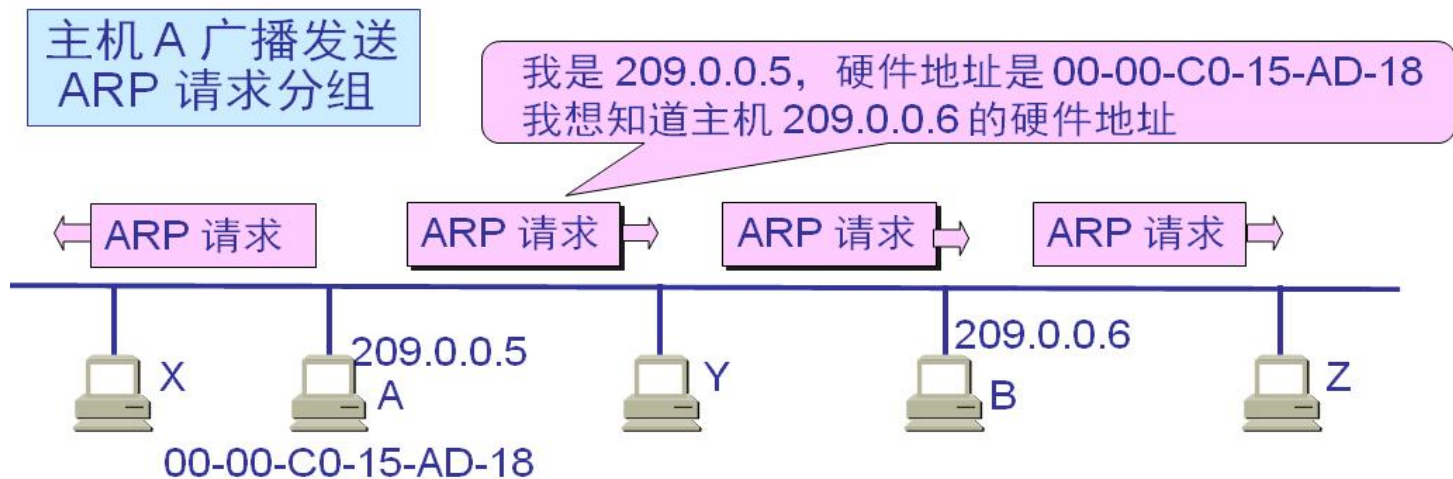 主机 A 广播发送
ARP 请求分组
我是 209.0.0.5，硬件地址是 00-00-C0-15-AD-18
我想知道主机 209.0.0.6 的硬件地址
ARP 请求
ARP 请求
ARP 请求
ARP 请求
209.0.0.5
209.0.0.6
X
A
Y
B
Z
00-00-C0-15-AD-18